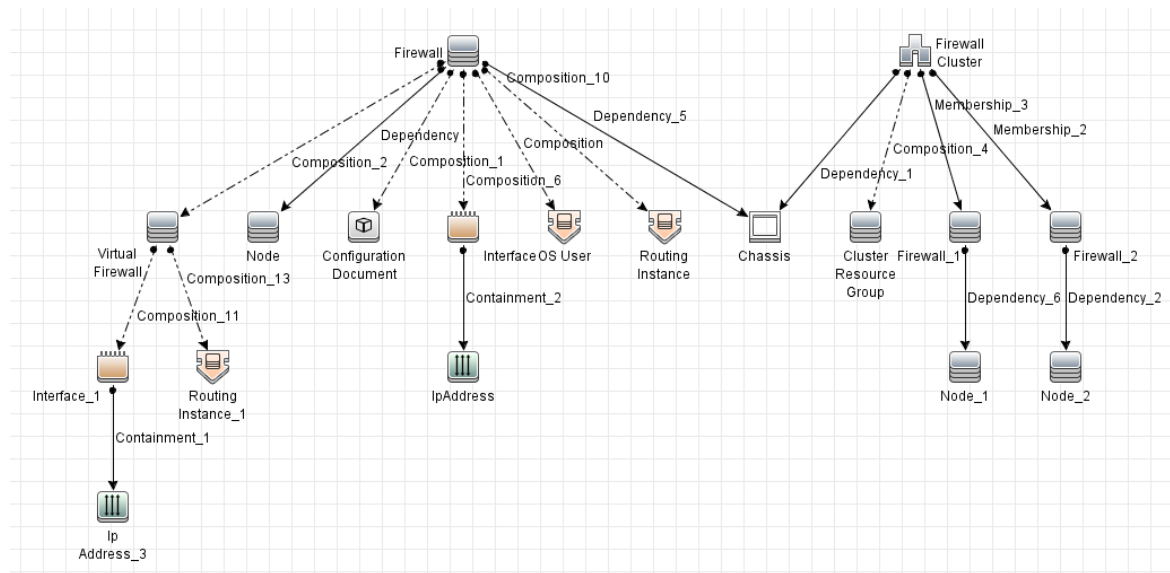 Firewall
Firewall
Cluster
Composition_10
Dependency_5
Membership_3
Dependency
Composition
Membership_2
Composition_2
Composition_1
Composition_4
Composition_6
Dependency_1
Virtual
Firewall
Node
Configuration
Document
Interface
OS User
Routing
Instance
Chassis
Cluster
Resource
Group
Firewall_1
Firewall_2
Composition_13
Containment_2
Dependency_6
Dependency_2
Composition_11
Interface_1
Routing
Instance_1
IpAddress
Node_1
Node_2
Containment_1
Ip
Address_3